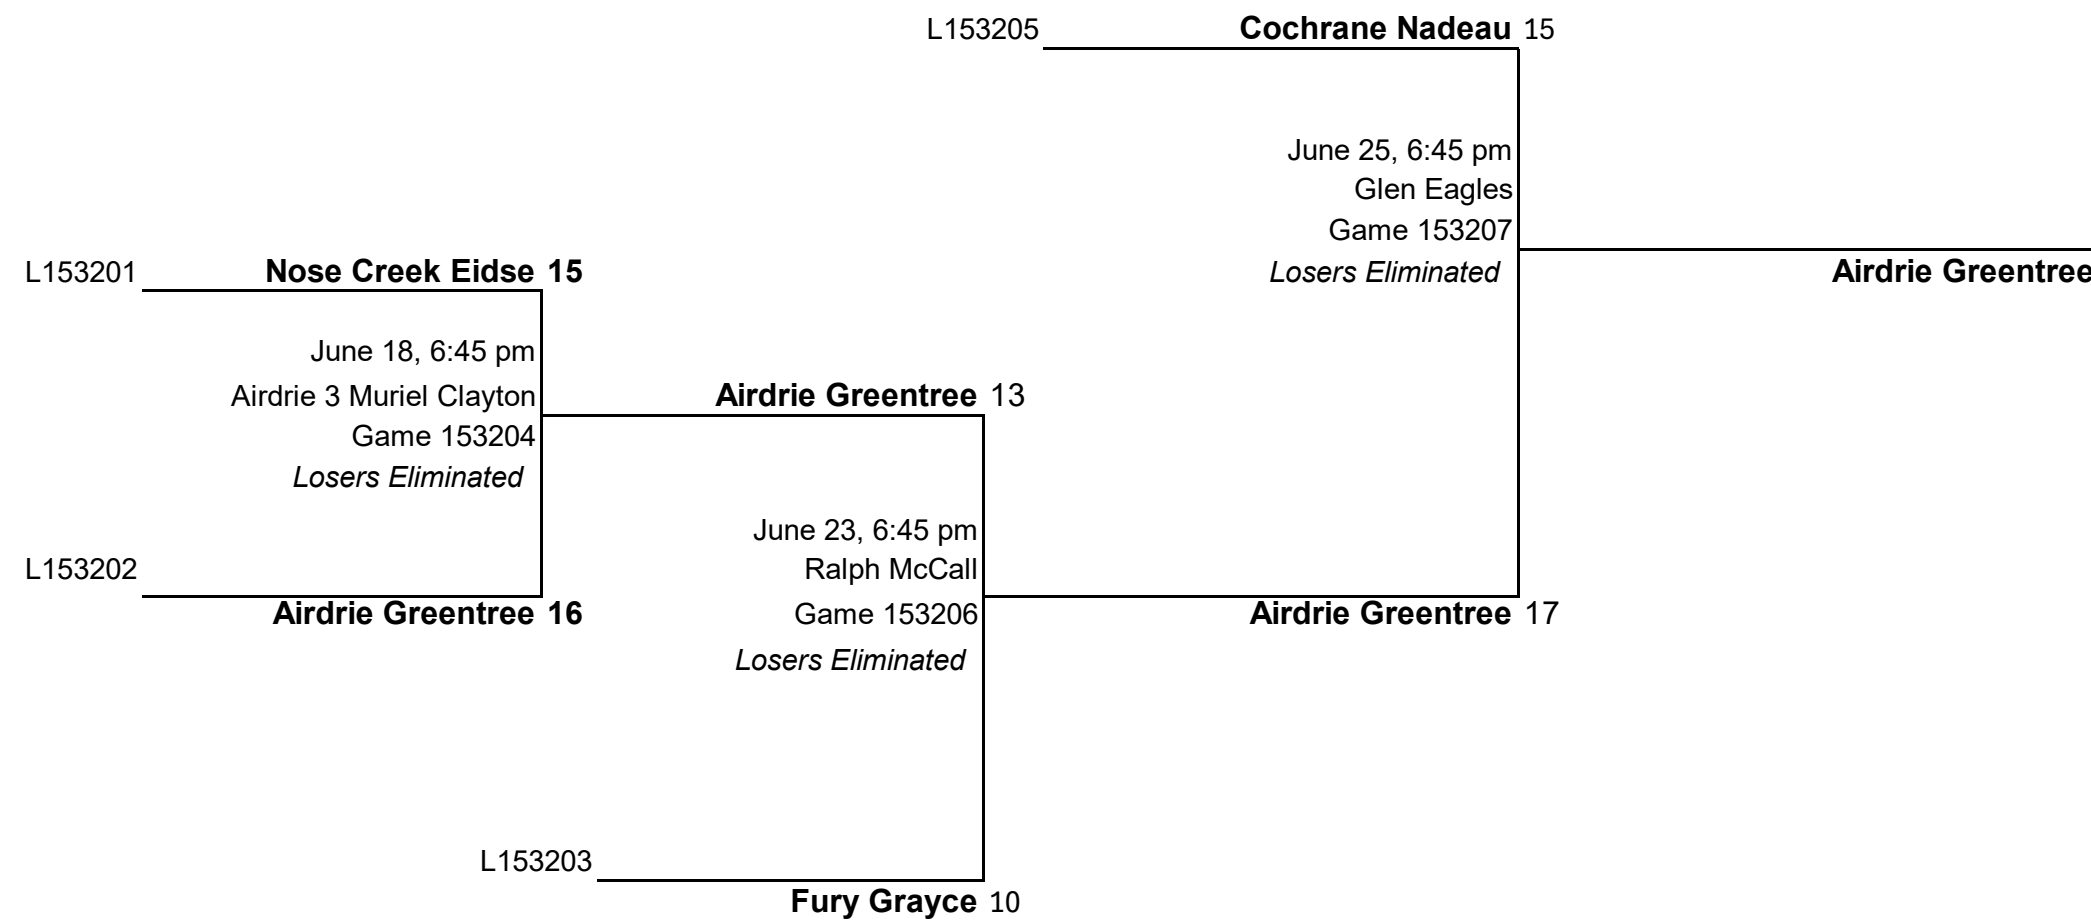 L153205 Cochrane Nadeau 15
June 25, 6:45 pm
Glen Eagles
Game 153207
L153201 Nose Creek Eidse 15
Losers Eliminated
Airdrie Greentree
June 18, 6:45 pm
Airdrie 3 Muriel Clayton
Airdrie Greentree 13
Game 153204
Losers Eliminated
June 23, 6:45 pm
L153202
Ralph McCall
Airdrie Greentree 16
Game 153206
Airdrie Greentree 17
Losers Eliminated
L153203
Fury Grayce 10